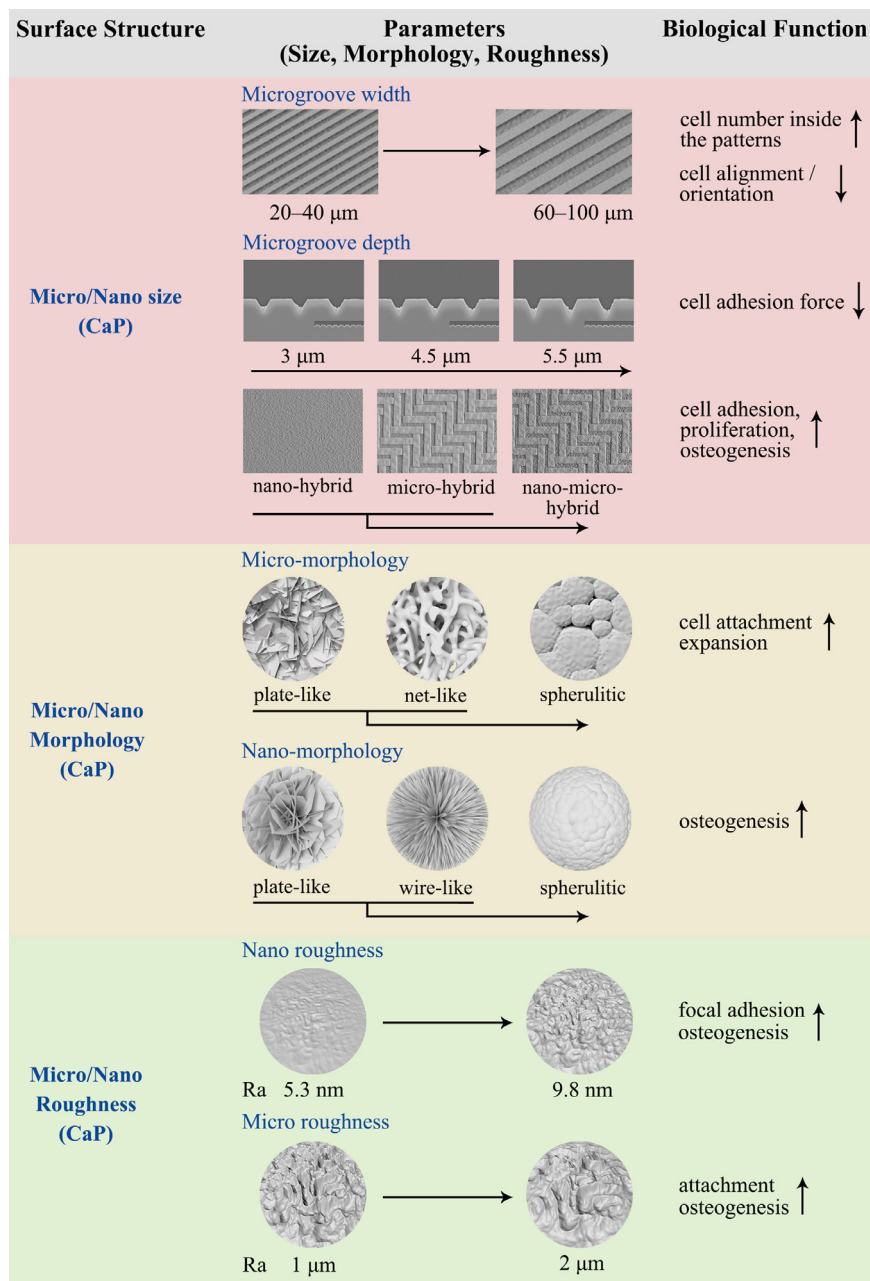 Surface Structure
Parameters
(Size, Morphology, Roughness)
Biological Function
Micro/Nano size
(CaP)
Microgroove width
20–40 μm
60–100 μm
cell number inside
the patterns
cell alignment /
orientation
Microgroove depth
3 μm
4.5 μm
5.5 μm
cell adhesion force
nano-hybrid
micro-hybrid
nano-micro-
hybrid
cell adhesion,
proliferation,
osteogenesis
Micro/Nano
Morphology
(CaP)
Micro-morphology
plate-like
net-like
spherulitic
cell attachment
expansion
Nano-morphology
plate-like
wire-like
spherulitic
osteogenesis
Micro/Nano
Roughness
(CaP)
Nano roughness
Ra 5.3 nm
9.8 nm
focal adhesion
osteogenesis
Micro roughness
Ra 1 μm
2 μm
attachment
osteogenesis